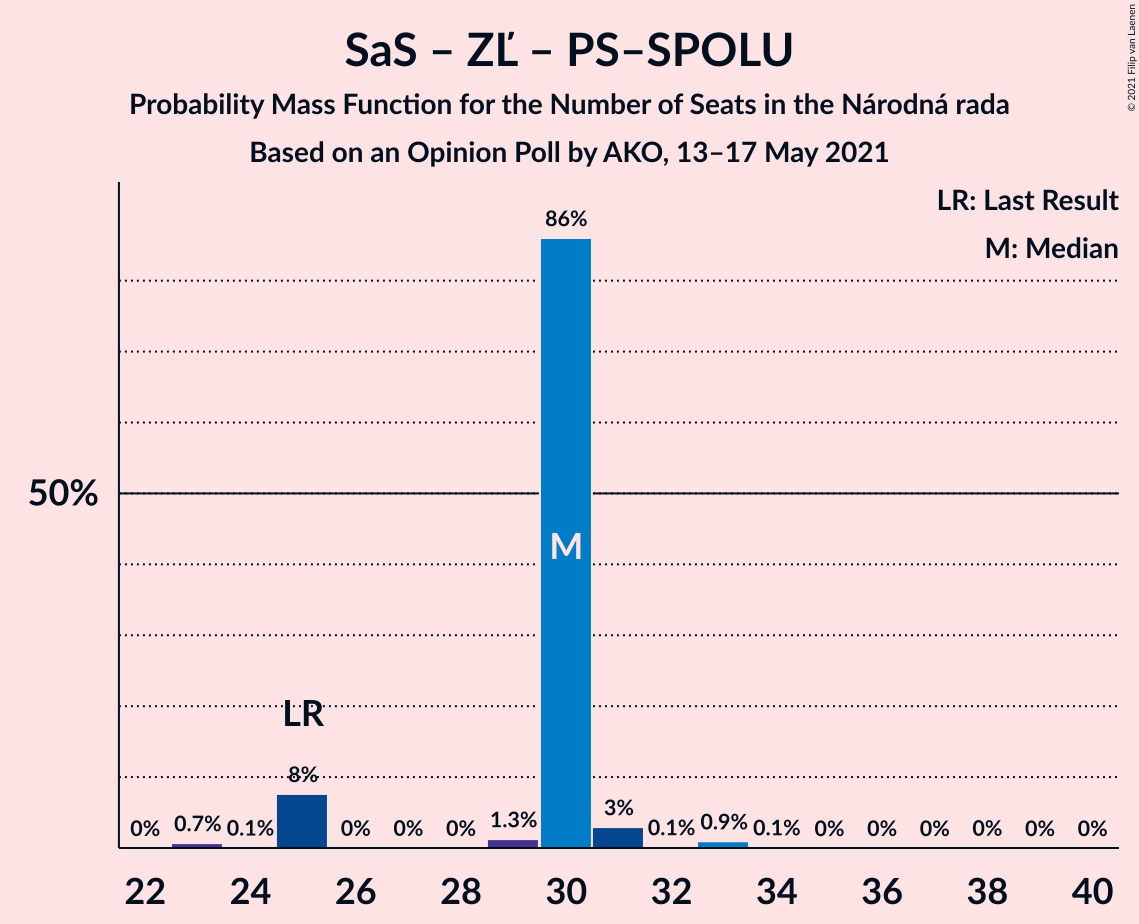 SaS – ZĽ – PS–SPOLU
Probability Mass Function for the Number of Seats in the Národná rada
Based on an Opinion Poll by AKO, 13–17 May 2021
© 2021 Filip van Laenen
LR: Last Result
M: Median
86%
50%
M
LR
8%
0% 0.7% 0.1% 0% 0% 0% 1.3% 3% 0.1% 0.9% 0.1% 0% 0% 0% 0% 0% 0%
22 24 26 28 30 32 34 36 38 40